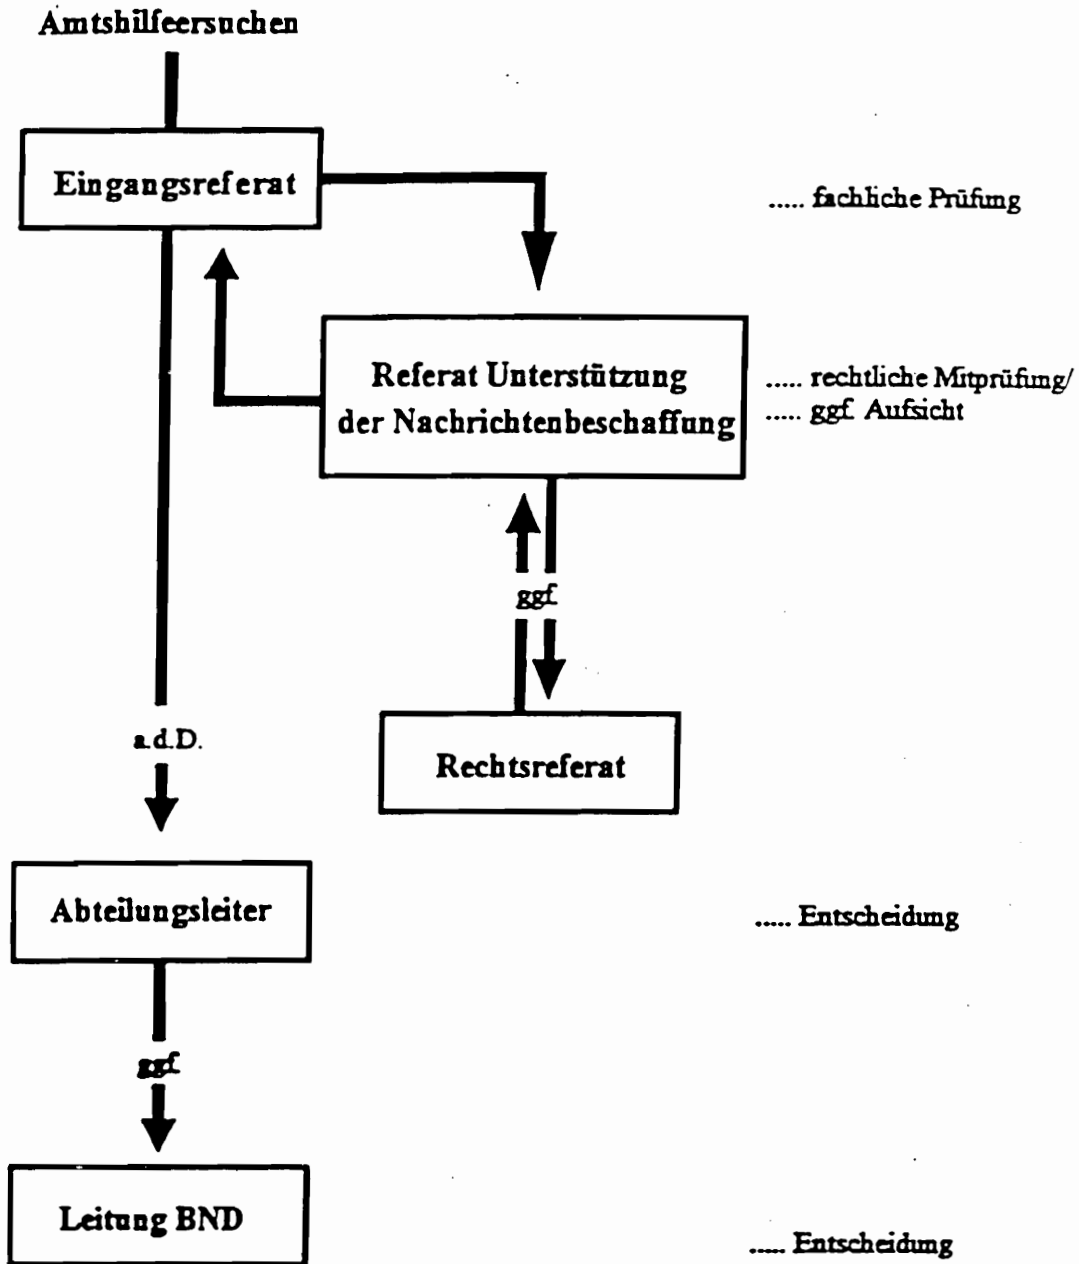 Amtshilfeersuchen
Eingangsreferat
..... fachliche Prüfung
Referat Unterstützung
der Nachrichtenbeschaffung
..... rechtliche Mitprüfung/
..... ggf. Aufsicht
ggf.
Rechtsreferat
a.d.D.
Abteilungsleiter
..... Entscheidung
ggf.
Leitung BND
..... Entscheidung